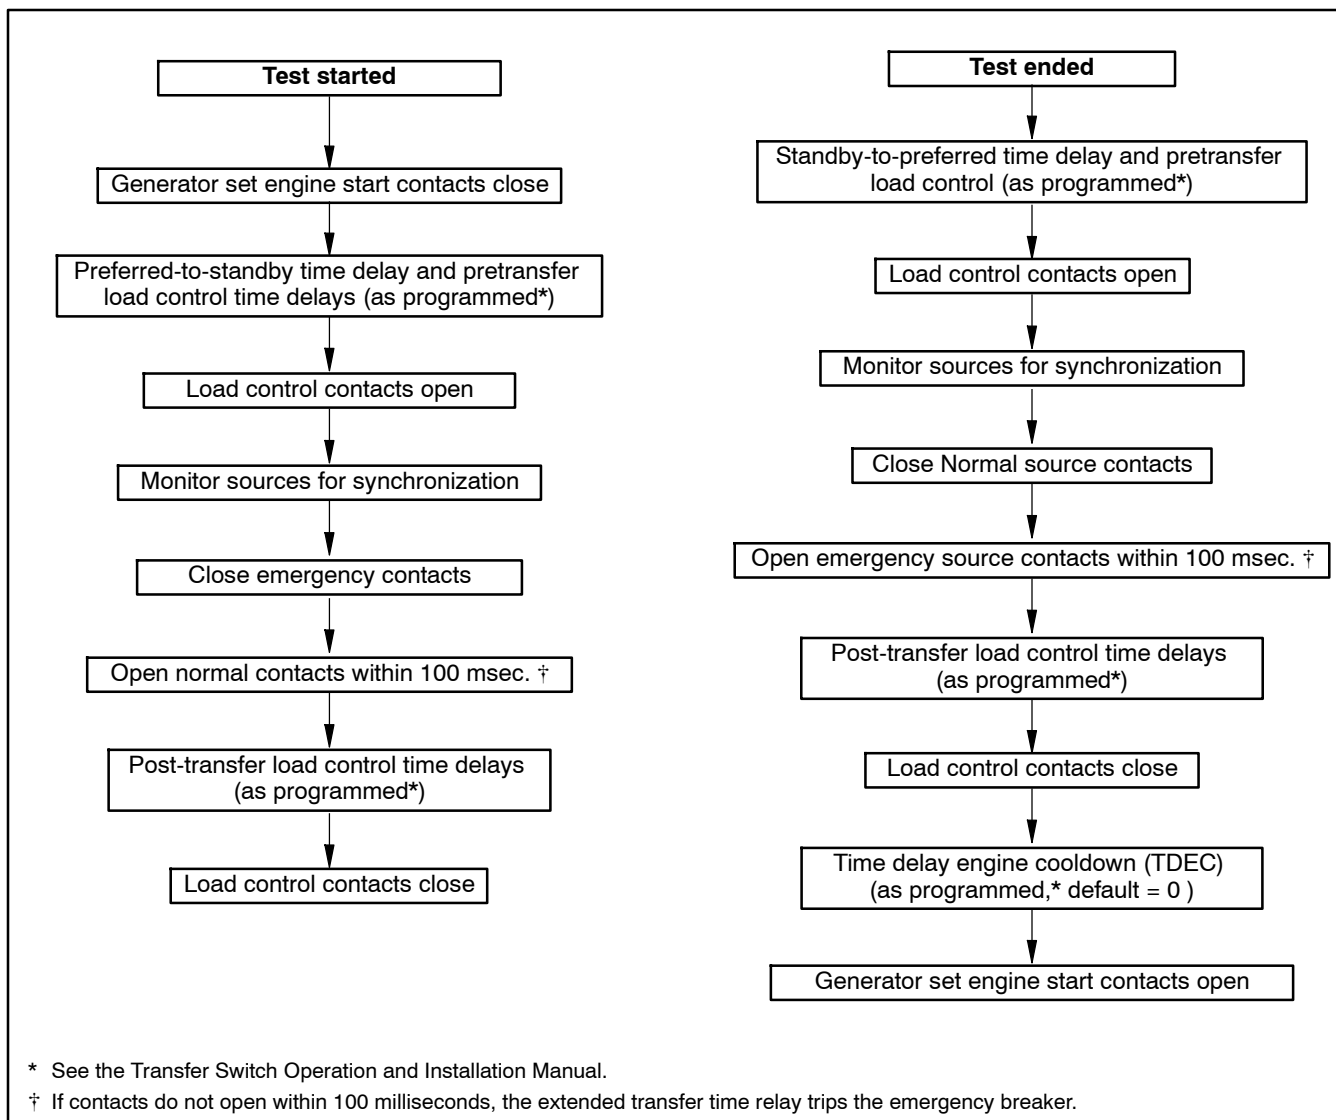 Test started
Generator set engine start contacts close
Preferred-to-standby time delay and pretransfer
load control time delays (as programmed*)
Load control contacts open
Monitor sources for synchronization
Close emergency contacts
Open normal contacts within 100 msec. †
Post-transfer load control time delays
(as programmed*)
Load control contacts close
Test ended
Standby-to-preferred time delay and pretransfer
load control (as programmed*)
Load control contacts open
Monitor sources for synchronization
Close Normal source contacts
Open emergency source contacts within 100 msec. †
Post-transfer load control time delays
(as programmed*)
Load control contacts close
Time delay engine cooldown (TDEC)
(as programmed,* default = 0 )
Generator set engine start contacts open
* See the Transfer Switch Operation and Installation Manual.
† If contacts do not open within 100 milliseconds, the extended transfer time relay trips the emergency breaker.